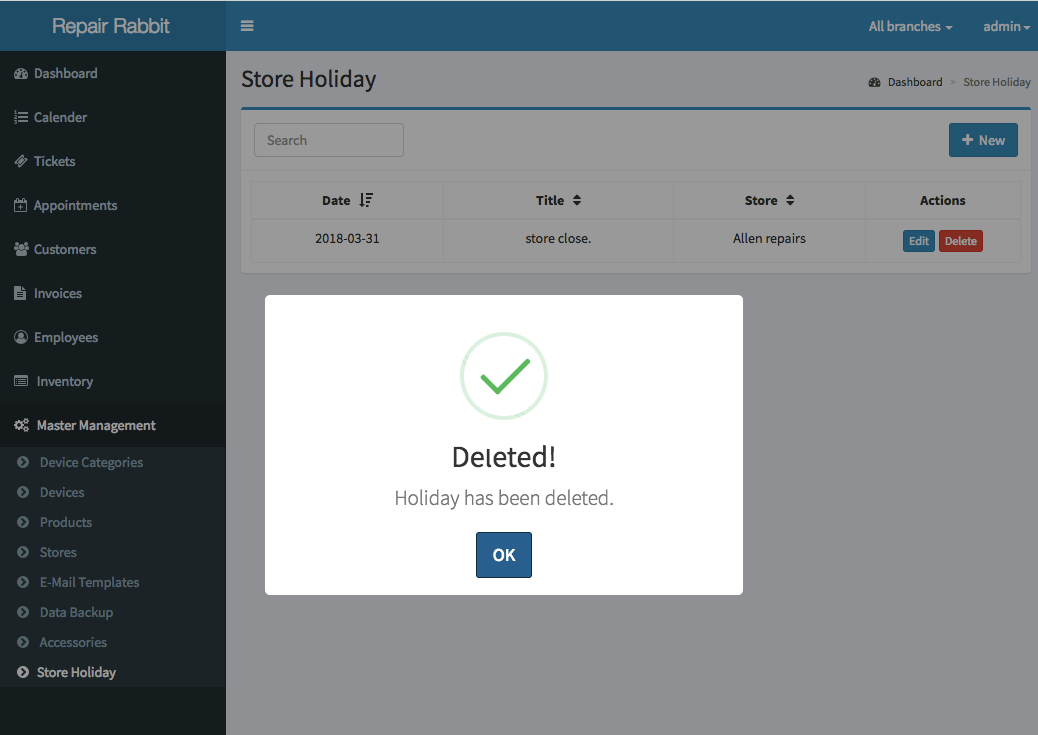 Repair Rabbit
All branches
admin
Dashboard
Calender
Tickets
Appointments
Customers
Invoices
Employees
Inventory
Master Management
Device Categories
Devices
Products
Stores
E-Mail Templates
Data Backup
Accessories
Store Holiday
Store Holiday
Dashboard > Store Holiday
Search
New
Date Title Store Actions
2018-03-31 store close. Allen repairs Edit Delete
Deleted!
Holiday has been deleted.
OK